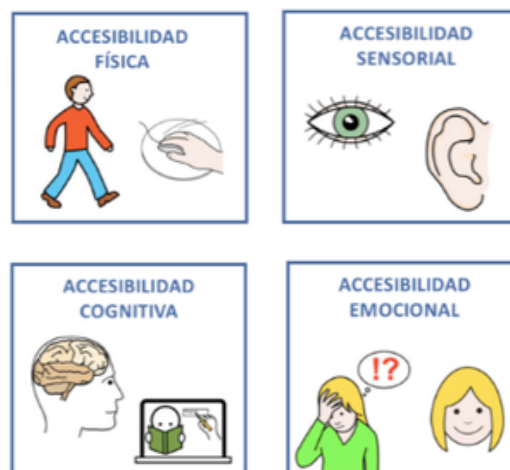 ACCESIBILIDAD
FÍSICA
ACCESIBILIDAD
SENSORIAL
ACCESIBILIDAD
COGNITIVA
ACCESIBILIDAD
EMOCIONAL
!?